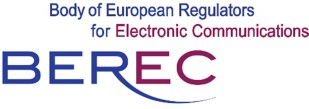 Body of European Regulators
for Electronic Communications
BEREC